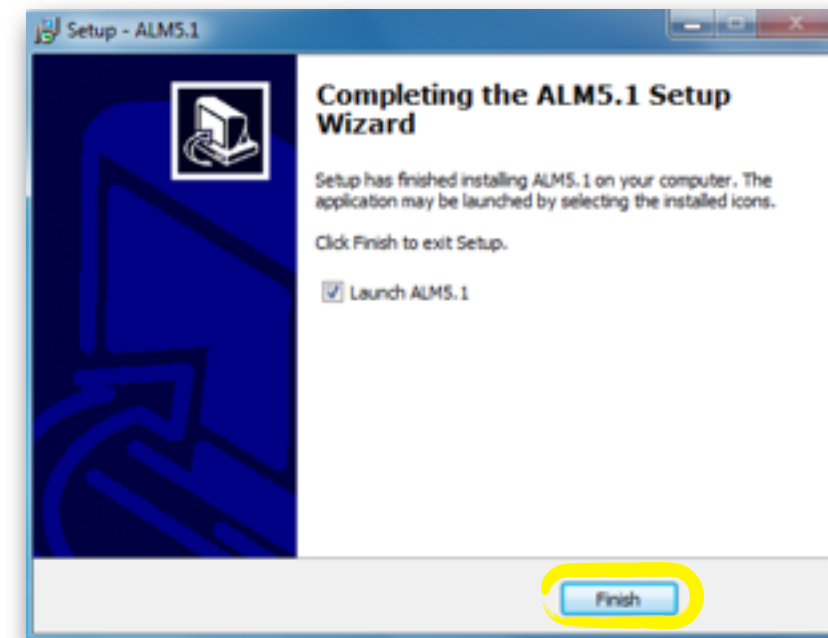 Setup - ALM5.1
Completing the ALM5.1 Setup
Wizard
Setup has finished installing ALM5.1 on your computer. The
application may be launched by selecting the installed icons.
Click Finish to exit Setup.
Launch ALM5.1
Finish